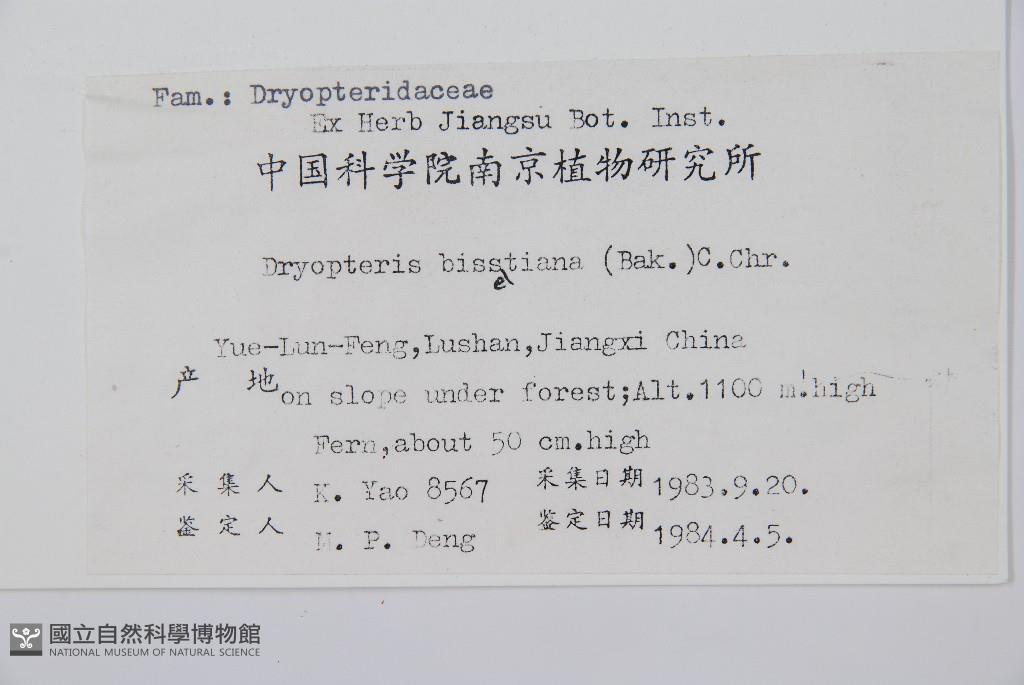 Fam.: Dryopteridaceae
Ex Herb Jiangsu Bot. Inst.
中国科学院南京植物研究所
Dryopteris bissetiana (Bak.)C.Chr.
Yue-Lun-Feng,Lushan,Jiangxi China
产 地 on slope under forest;Alt.1100 m.high
Fern,about 50 cm.high
采集人 K. Yao 8567 采集日期 1983.9.20.
鉴定人 M. P. Deng 鉴定日期 1984.4.5.
國立自然科學博物館
NATIONAL MUSEUM OF NATURAL SCIENCE